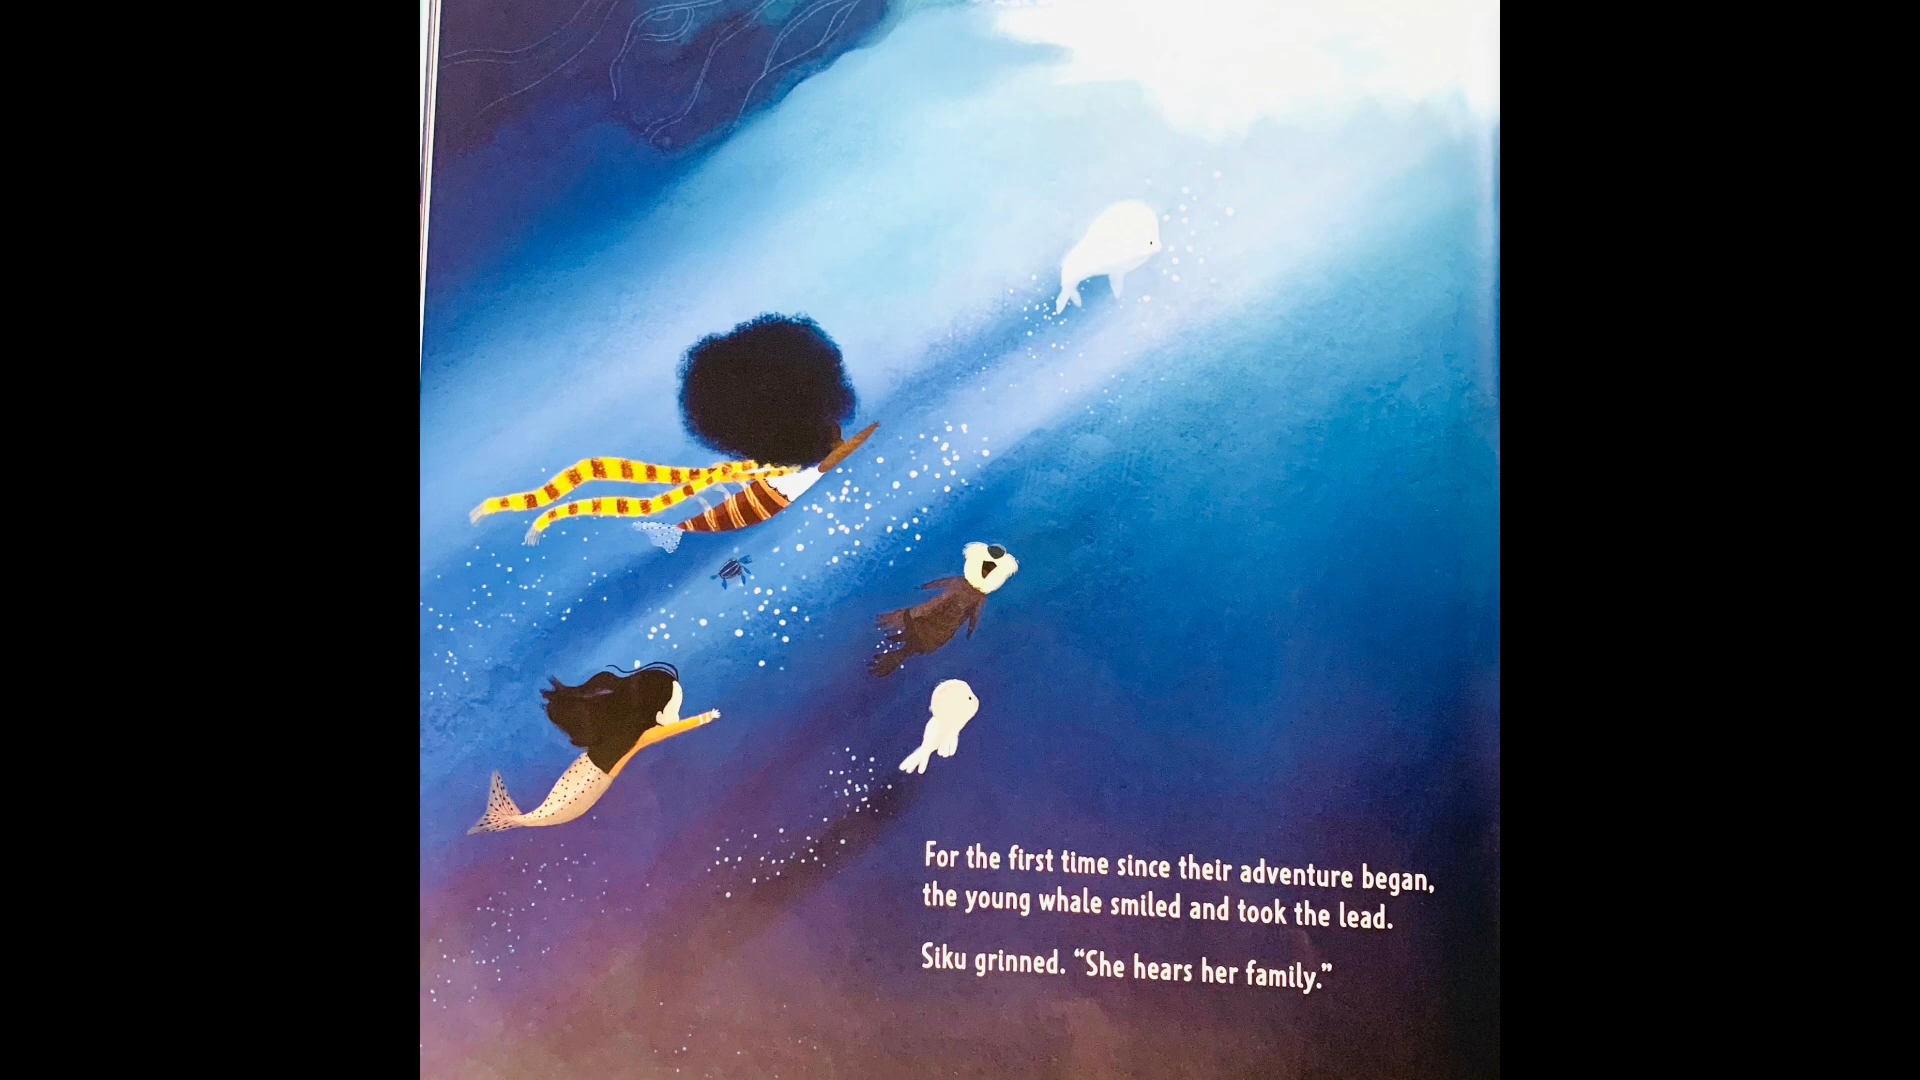 For the first time since their adventure began,
the young whale smiled and took the lead.
Siku grinned. “She hears her family.”